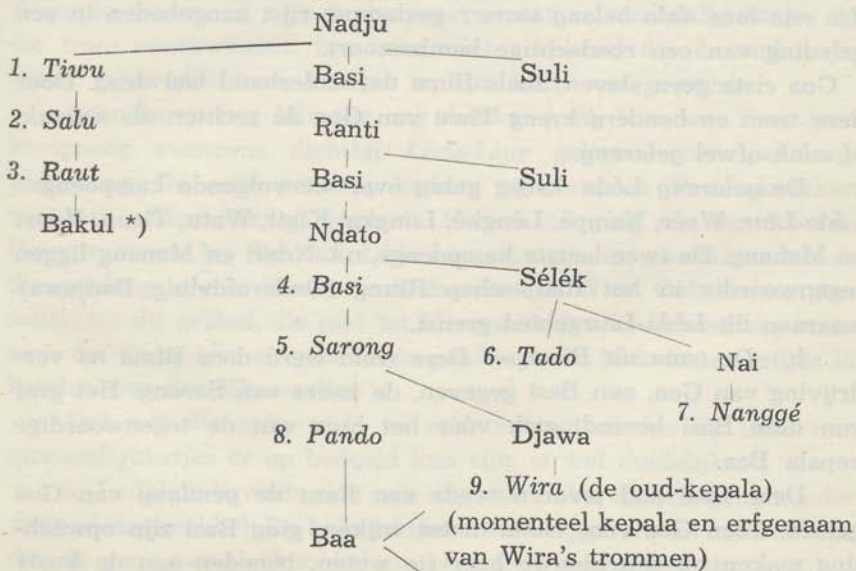 Nadju
1. Tiwu Basi Suli
2. Salu Ranti
3. Raut Basi Suli
Bakul *) Ndato
4. Basi Sélék
5. Sarong 6. Tado Nai
7. Nanggé
8. Pando Djawa
9. Wira (de oud-kepala)
Baa (momenteel kepala en erfgenaam
van Wira's trommen)